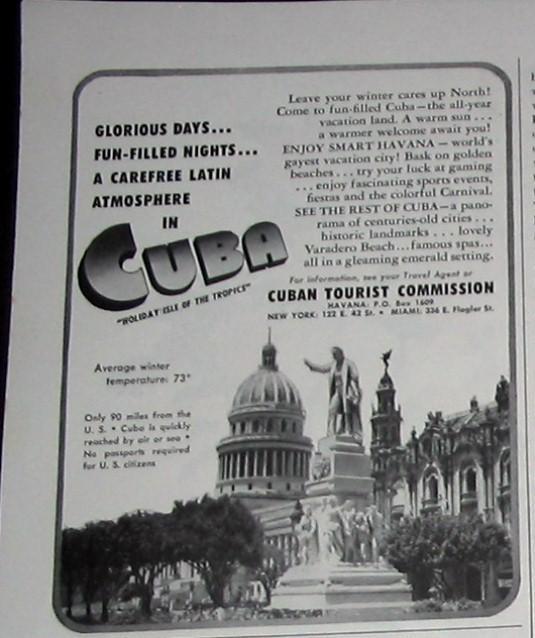 GLORIOUS DAYS...
FUN-FILLED NIGHTS...
A CAREFREE LATIN
ATMOSPHERE
IN
CUBA
"HOLIDAY ISLE OF THE TROPICS"
Leave your winter cares up North!
Come to fun-filled Cuba—the all-year
vacation land. A warm sun...
a warmer welcome await you!
ENJOY SMART HAVANA—world's
gayest vacation city! Bask on golden
beaches...try your luck at gaming
...enjoy fascinating sports events,
fiestas and the colorful Carnival.
SEE THE REST OF CUBA—a pano-
rama of centuries-old cities...
historic landmarks...lovely
Varadero Beach...famous spas...
all in a gleaming emerald setting.
For information, see your Travel Agent or
CUBAN TOURIST COMMISSION
HAVANA: P.O. Box 1609
NEW YORK: 122 E. 42 St. • MIAMI: 336 E. Flagler St.
Average winter
temperature: 73°
Only 90 miles from the
U. S. • Cuba is quickly
reached by air or sea •
No passports required
for U. S. citizens